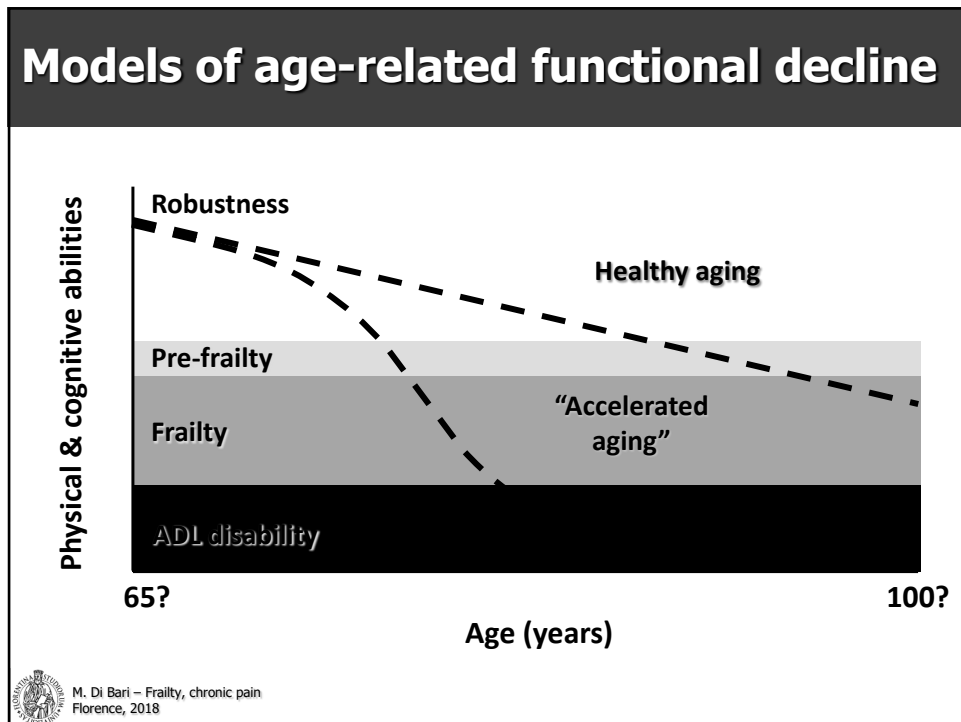 Models of age-related functional decline
Physical & cognitive abilities
Robustness
Healthy aging
Pre-frailty
“Accelerated
aging”
Frailty
ADL disability
65?
100?
Age (years)
M. Di Bari – Frailty, chronic pain
Florence, 2018